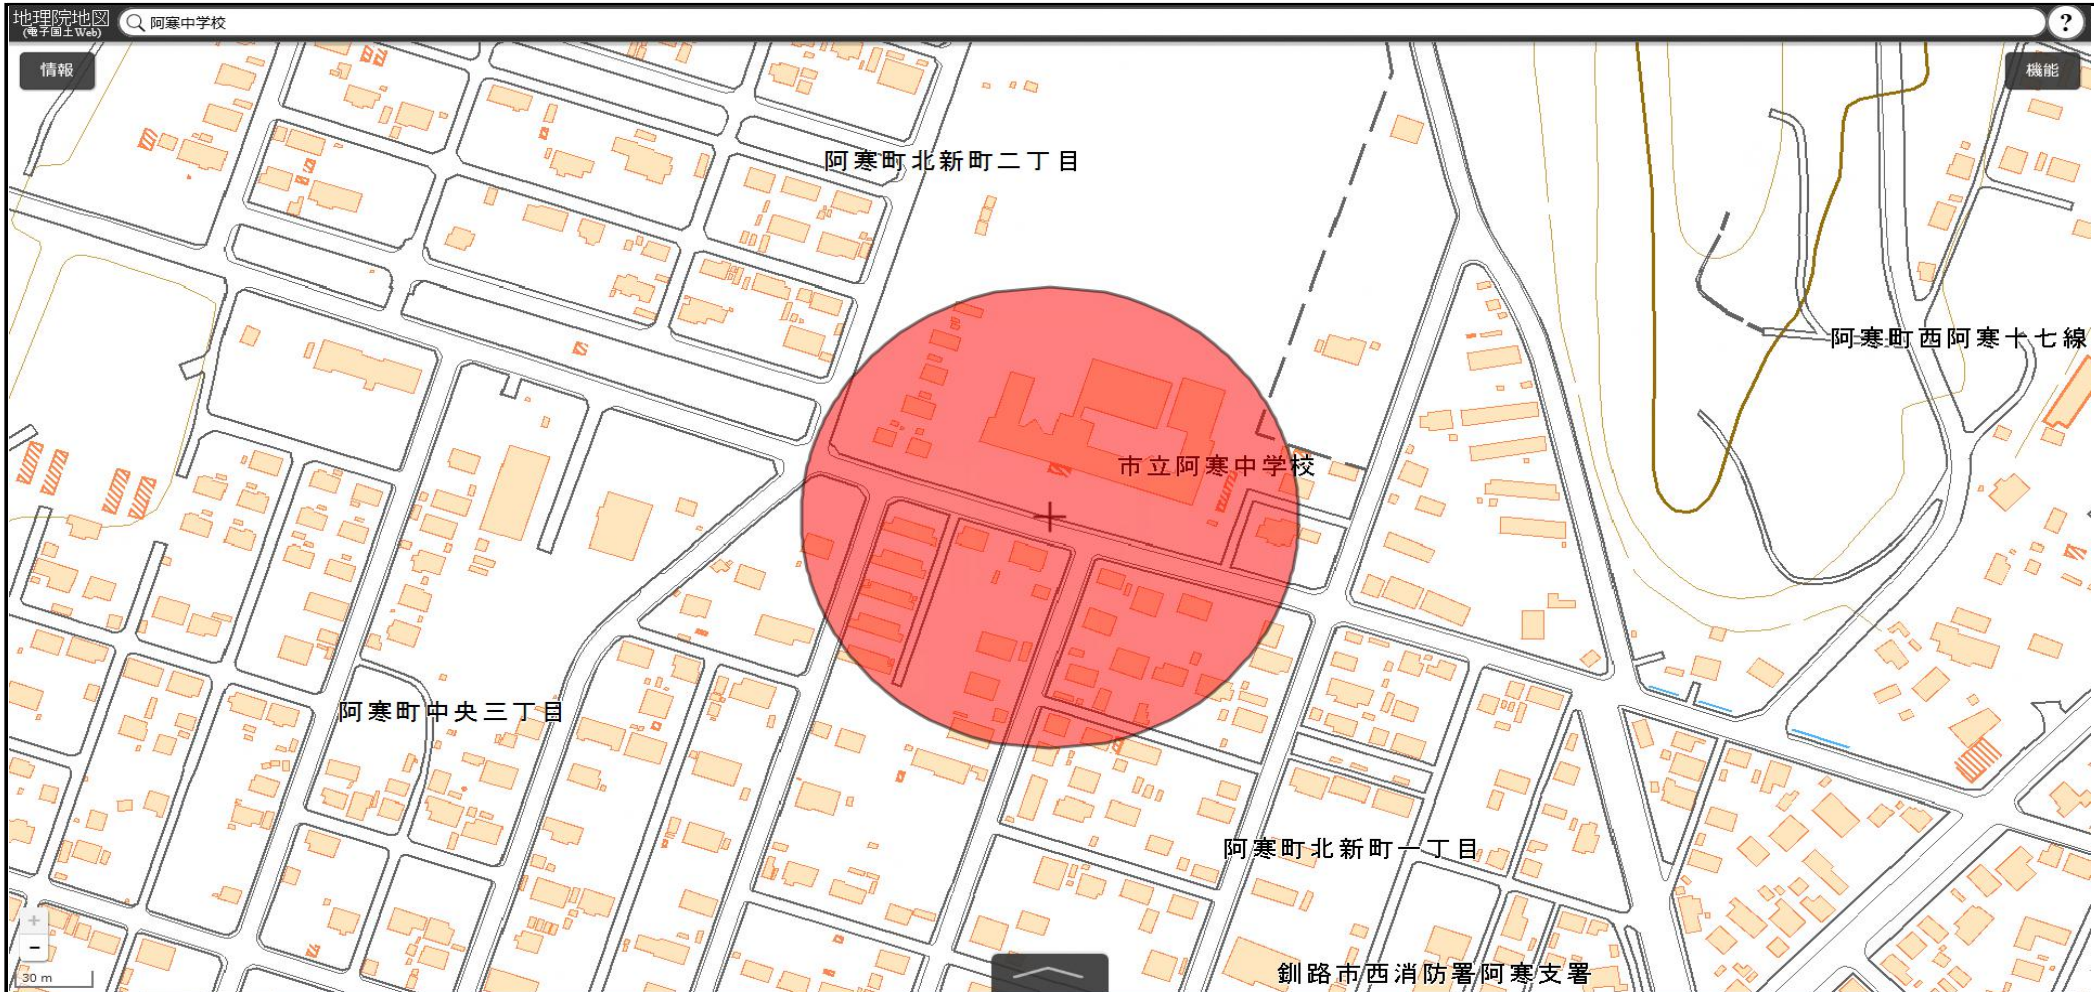 地理院地図
(電子国土Web)
阿寒中学校
?
情報
機能
阿寒町北新町二丁目
阿寒町西阿寒十七線
市立阿寒中学校
阿寒町中央三丁目
阿寒町北新町一丁目
釧路市西消防署阿寒支署
+
−
30 m